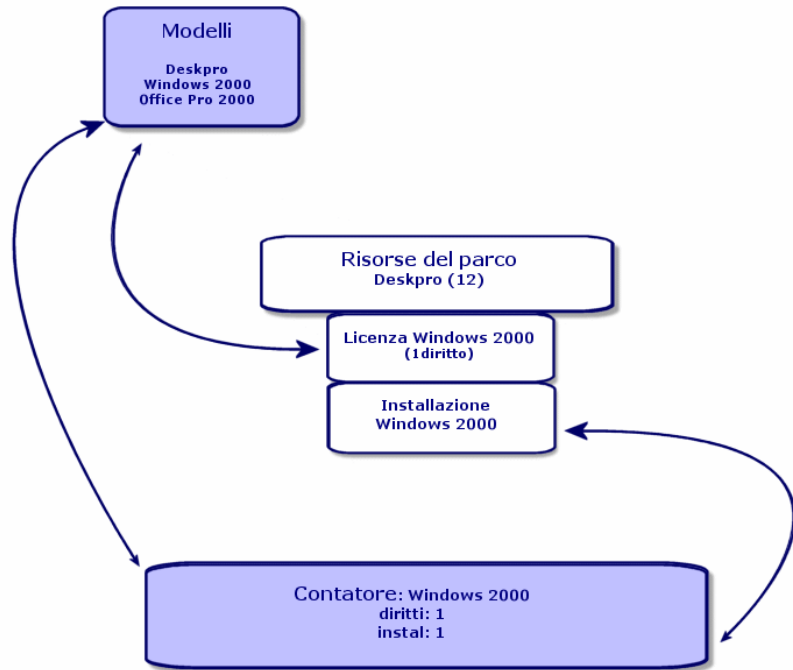 Modelli
Deskpro
Windows 2000
Office Pro 2000
Risorse del parco
Deskpro (12)
Licenza Windows 2000
(1diritto)
Installazione
Windows 2000
Contatore: Windows 2000
diritti: 1
instal: 1